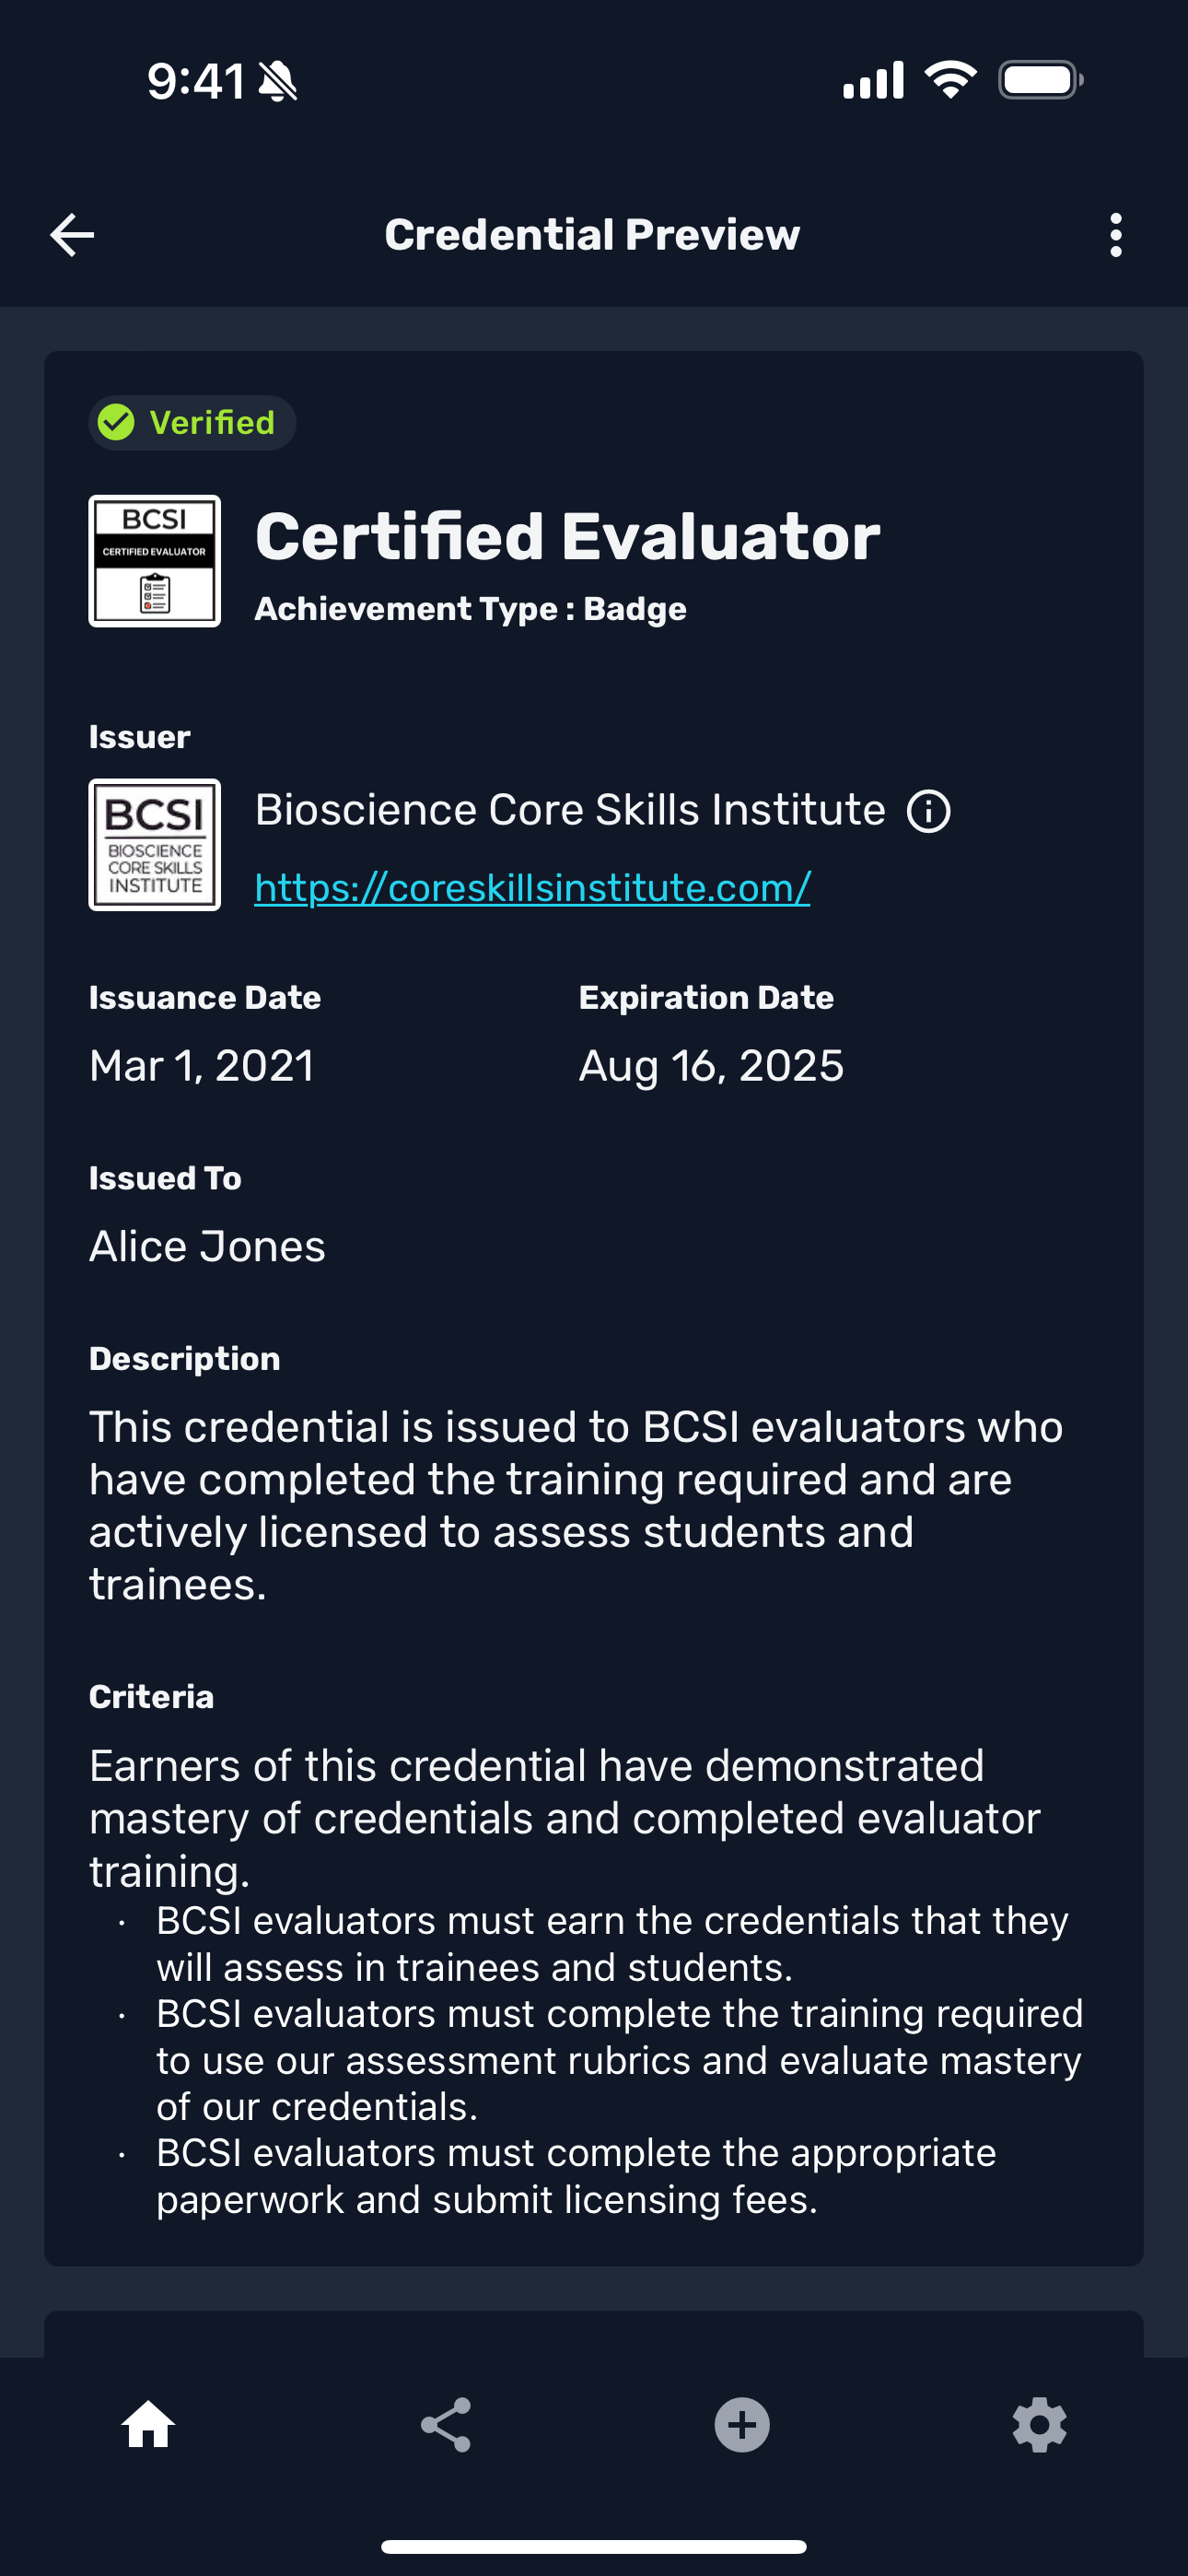 9:41
Credential Preview
Verified
BCSI
CERTIFIED EVALUATOR
Certified Evaluator
Achievement Type : Badge
Issuer
BCSI
BIOSCIENCE
CORE SKILLS
INSTITUTE
Bioscience Core Skills Institute
https://coreskillsinstitute.com/
Issuance Date
Expiration Date
Mar 1, 2021
Aug 16, 2025
Issued To
Alice Jones
Description
This credential is issued to BCSI evaluators who
have completed the training required and are
actively licensed to assess students and
trainees.
Criteria
Earners of this credential have demonstrated
mastery of credentials and completed evaluator
training.
· BCSI evaluators must earn the credentials that they
will assess in trainees and students.
· BCSI evaluators must complete the training required
to use our assessment rubrics and evaluate mastery
of our credentials.
· BCSI evaluators must complete the appropriate
paperwork and submit licensing fees.